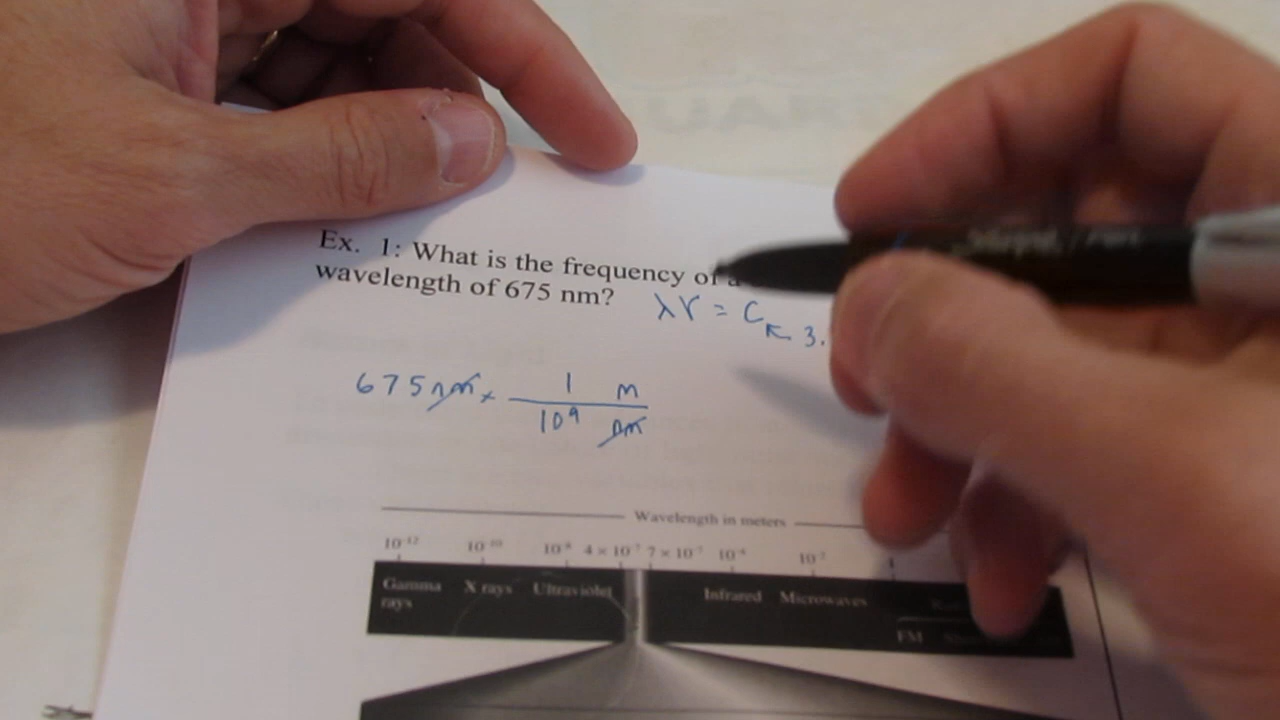 Ex. 1: What is the frequency of a
wavelength of 675 nm?
λν = C
3.
675 nm × 1 m
10⁹ nm
Wavelength in meters
10⁻¹² 10⁻¹⁰ 10⁻⁸ 4 × 10⁻⁷ 7 × 10⁻⁷ 10⁻⁴ 10⁻² 1
Gamma rays X rays Ultraviolet Infrared Microwaves
FM